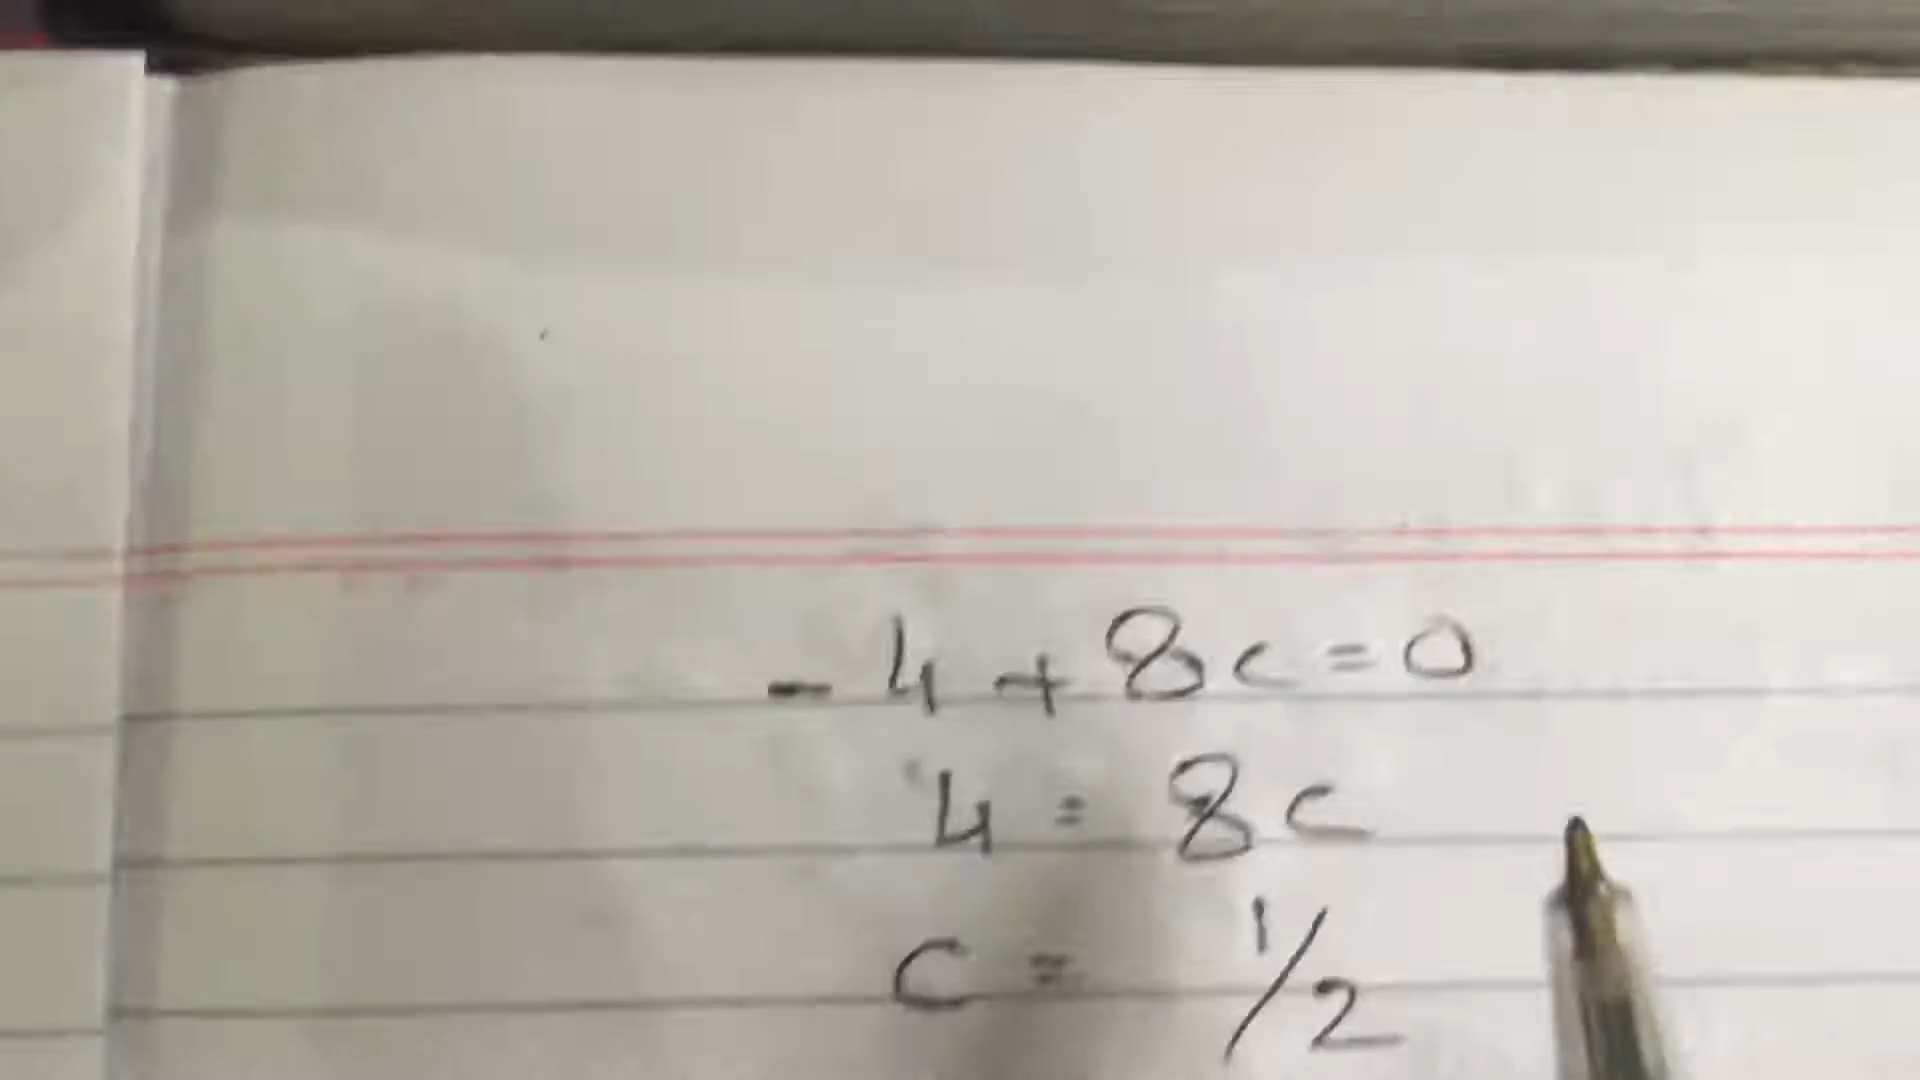 - 4 + 8c = 0
4 = 8c
c = 1/2